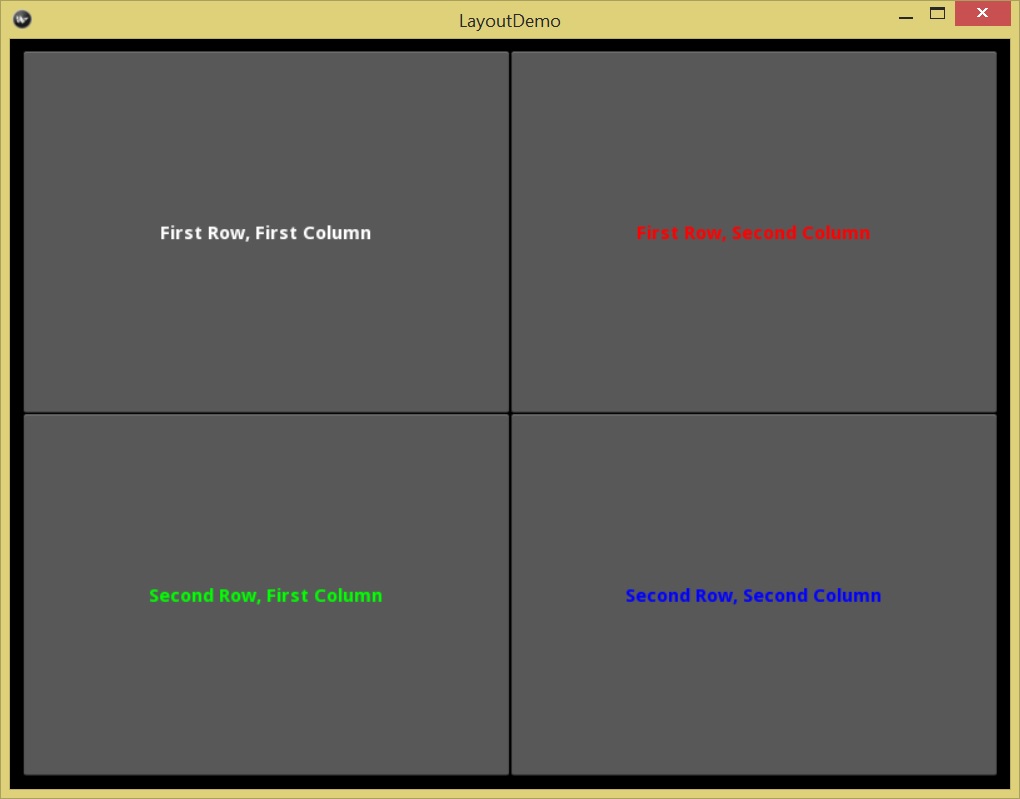 LayoutDemo
First Row, First Column
First Row, Second Column
Second Row, First Column
Second Row, Second Column